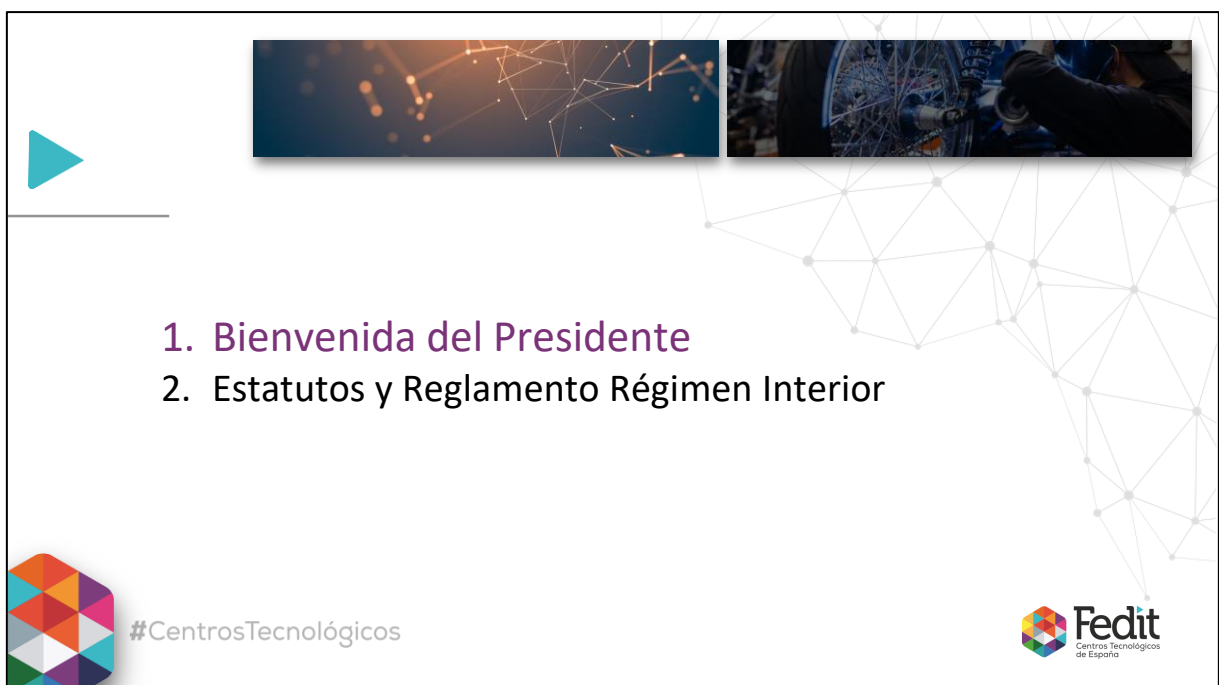 1. Bienvenida del Presidente
2. Estatutos y Reglamento Régimen Interior
#CentrosTecnológicos
Fedit
Centros Tecnológicos
de España